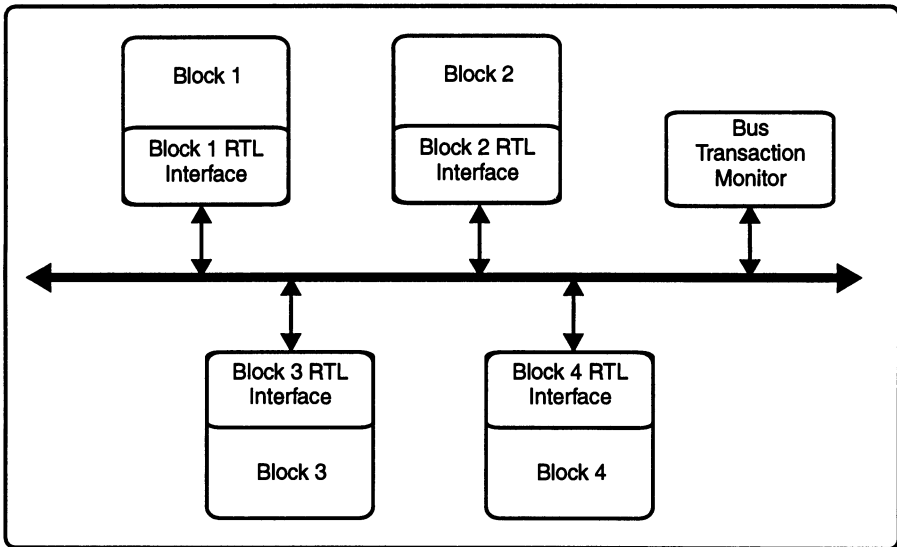 Block 1
Block 1 RTL
Interface
Block 2
Block 2 RTL
Interface
Bus
Transaction
Monitor
Block 3 RTL
Interface
Block 3
Block 4 RTL
Interface
Block 4